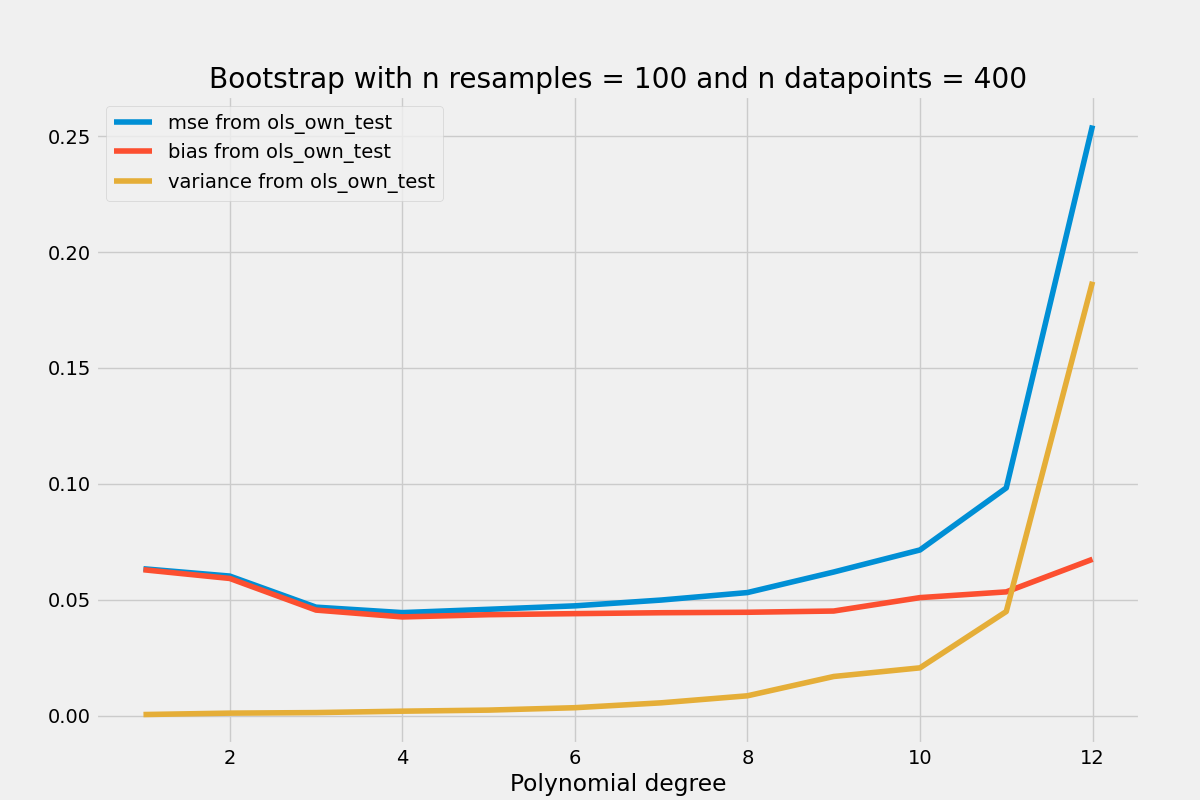 Bootstrap with n resamples = 100 and n datapoints = 400
mse from ols_own_test
bias from ols_own_test
variance from ols_own_test
0.25
0.20
0.15
0.10
0.05
0.00
2 4 6 8 10 12
Polynomial degree